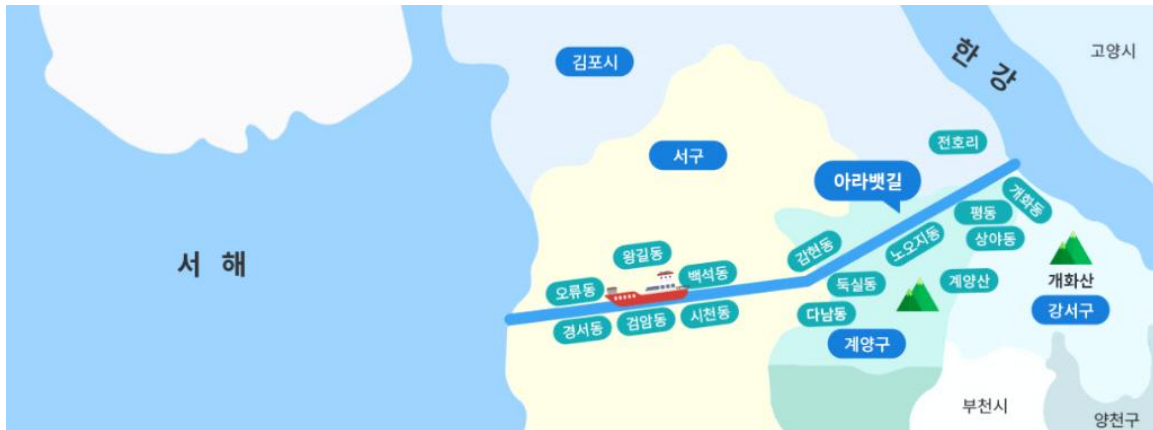 김포시
한강
고양시
전호리
서구
아라뱃길
개화동
평동
상야동
노오지동
감현동
왕길동
백석동
오류동
서해
경서동
검암동
시천동
둑실동
계양산
개화산
다남동
강서구
계양구
부천시
양천구